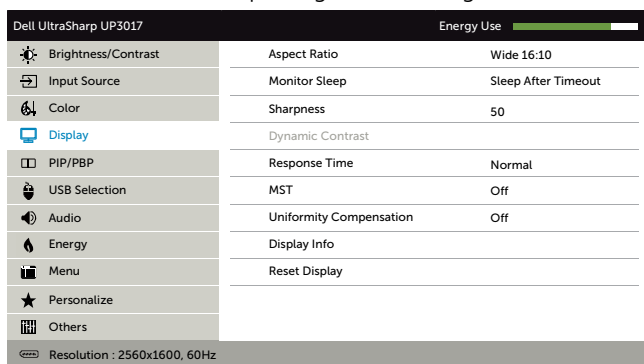 Dell UltraSharp UP3017 Energy Use
Brightness/Contrast Aspect Ratio Wide 16:10
Input Source Monitor Sleep Sleep After Timeout
Color Sharpness 50
Display Dynamic Contrast
PIP/PBP Response Time Normal
USB Selection MST Off
Audio Uniformity Compensation Off
Energy Display Info
Menu Reset Display
Personalize
Others
Resolution : 2560x1600, 60Hz